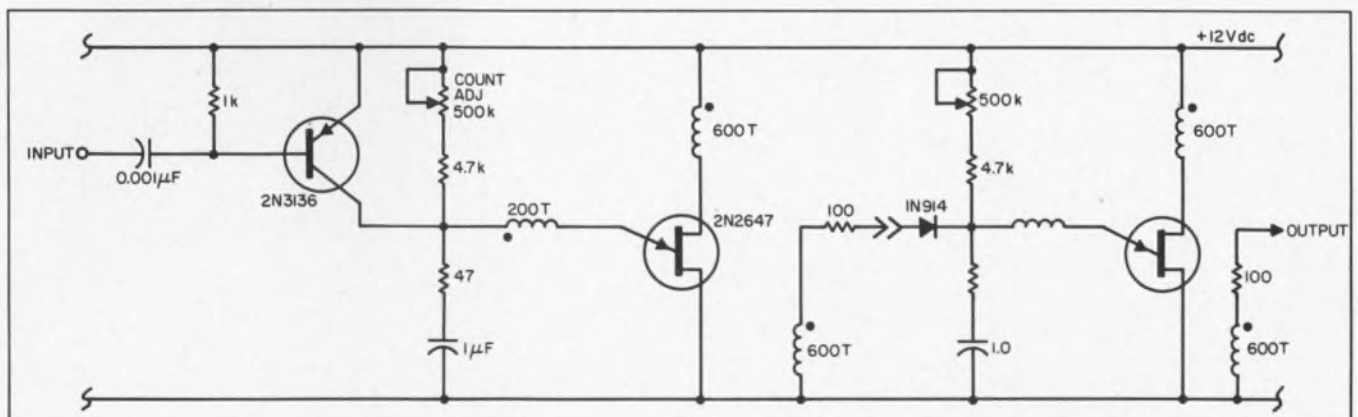 +12Vdc
1k
COUNT
ADJ
500k
600T
500k
600T
4.7k
4.7k
INPUT
0.001µF
2N3136
200T
2N2647
100
1N914
OUTPUT
47
100
1µF
600T
1.0
600T